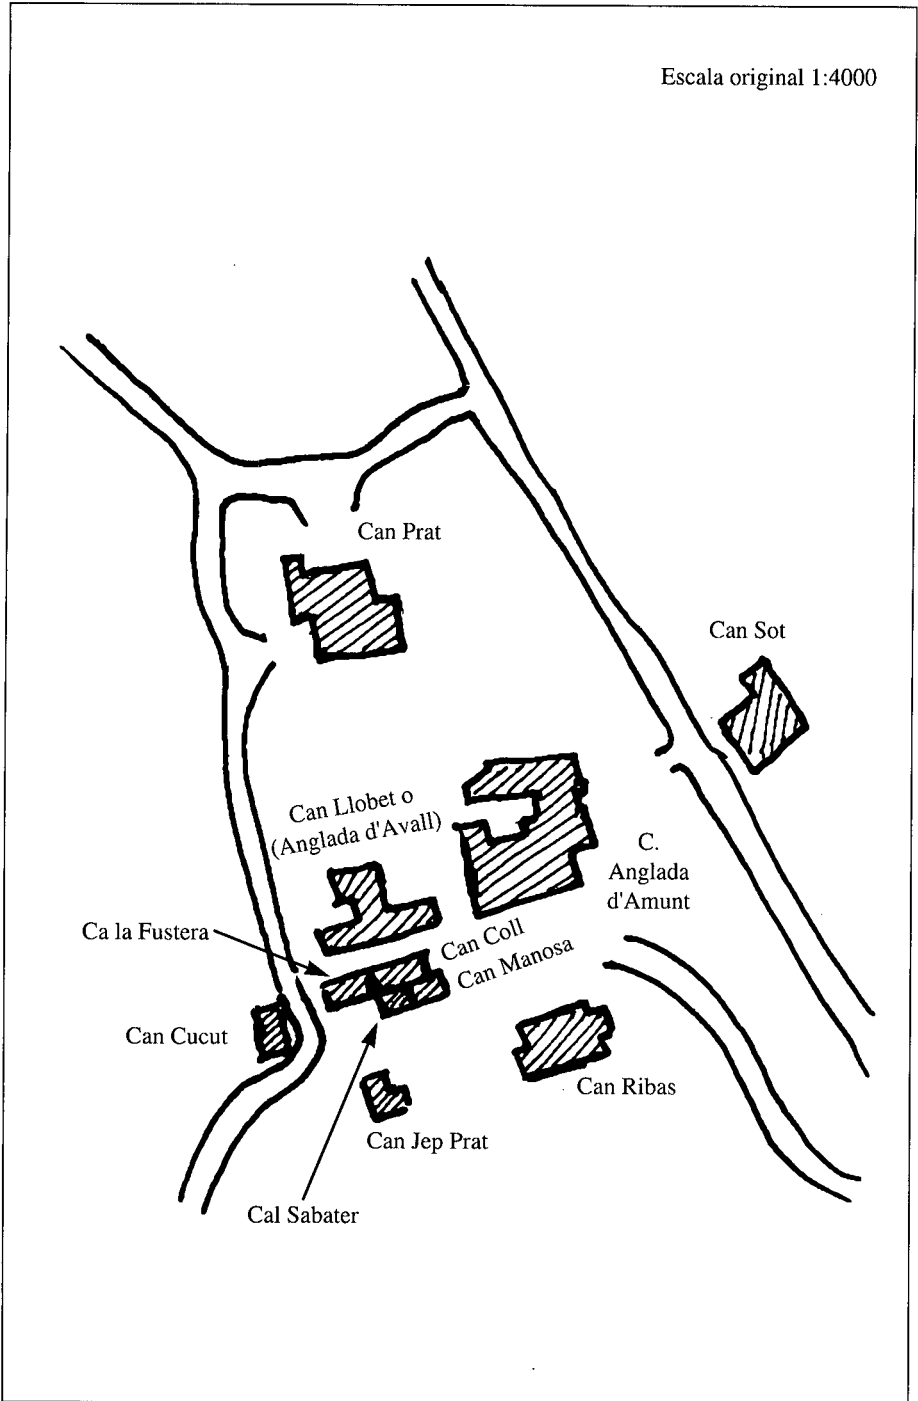 Escala original 1:4000
Can Prat
Can Sot
Can Llobet o
(Anglada d'Avall)
C.
Anglada
d'Amunt
Ca la Fustera
Can Coll
Can Manosa
Can Cucut
Can Ribas
Can Jep Prat
Cal Sabater